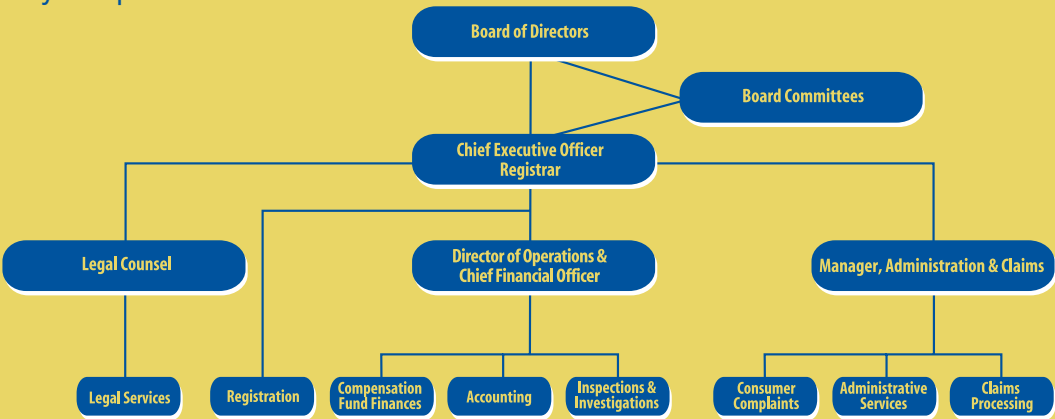 Board of Directors
Board Committees
Chief Executive Officer
Registrar
Legal Counsel
Director of Operations &
Chief Financial Officer
Manager, Administration & Claims
Legal Services
Registration
Compensation
Fund Finances
Accounting
Inspections &
Investigations
Consumer
Complaints
Administrative
Services
Claims
Processing